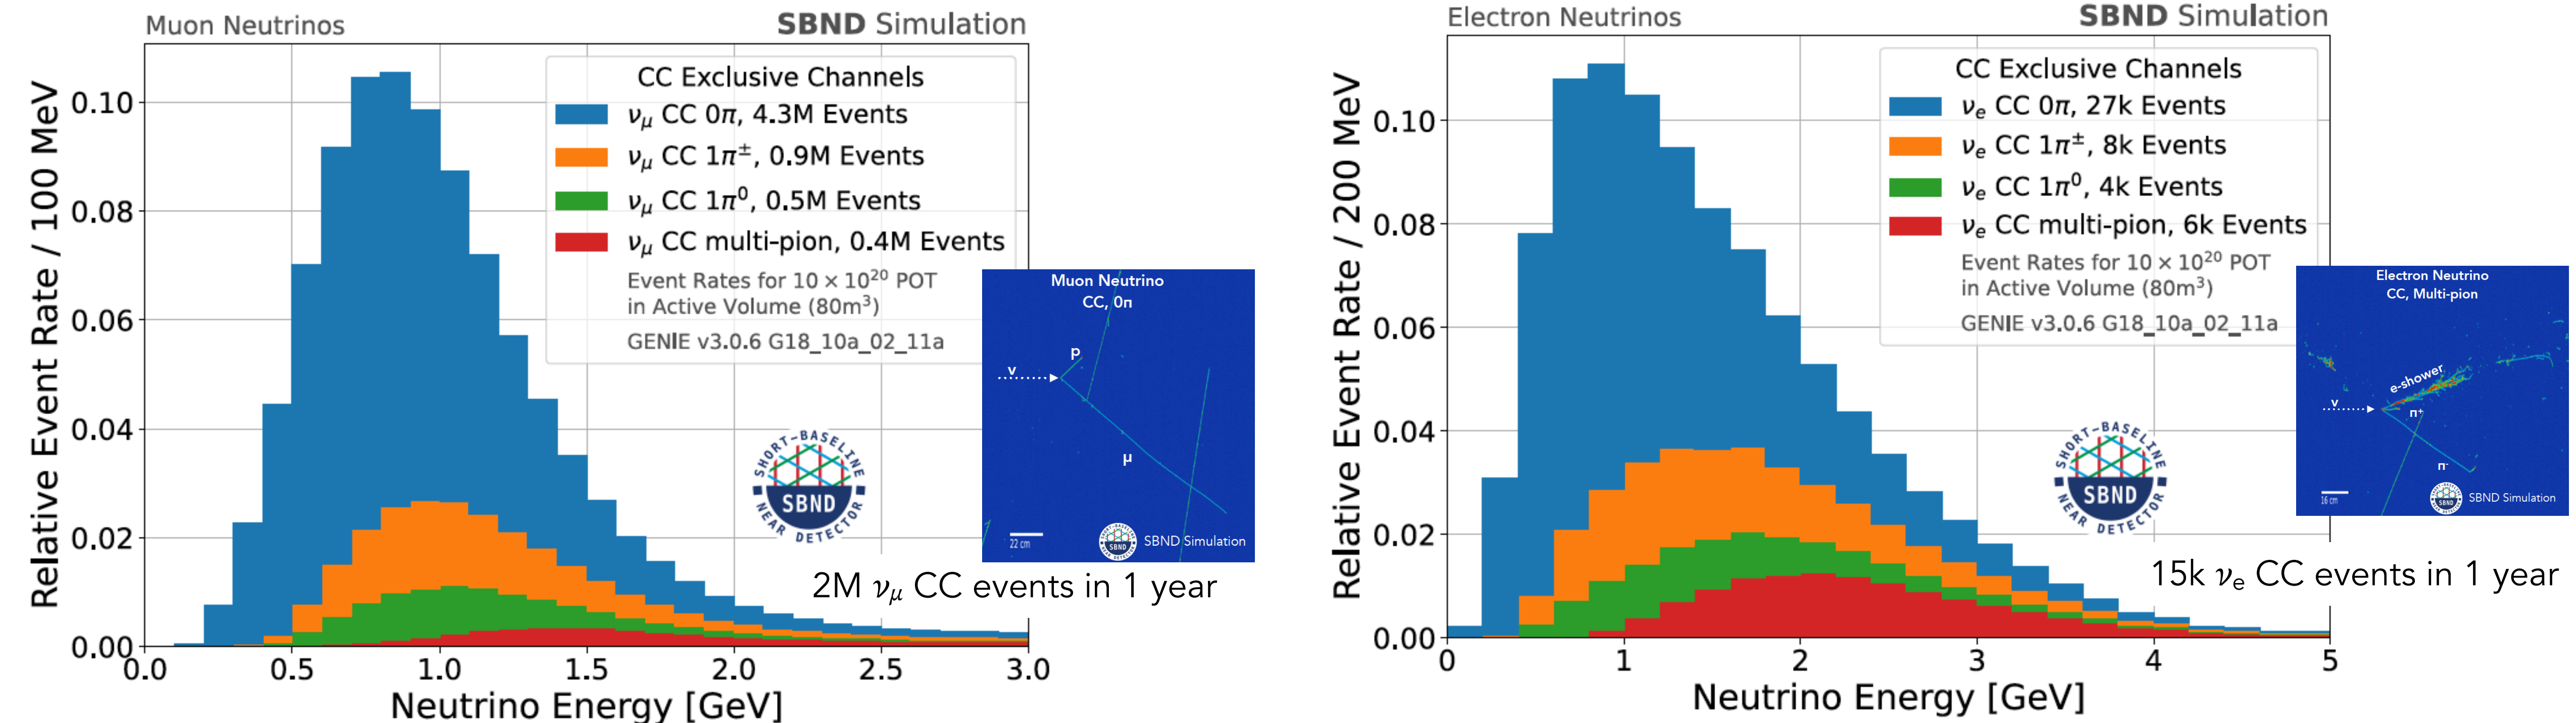 Muon Neutrinos
SBND Simulation
CC Exclusive Channels
νμ CC 0π, 4.3M Events
νμ CC 1π±, 0.9M Events
νμ CC 1π⁰, 0.5M Events
νμ CC multi-pion, 0.4M Events
Event Rates for 10 × 10²⁰ POT
in Active Volume (80m³)
GENIE v3.0.6 G18_10a_02_11a
Relative Event Rate / 100 MeV
0.10
0.08
0.06
0.04
0.02
0.00
0.0 0.5 1.0 1.5 2.0 2.5 3.0
Neutrino Energy [GeV]
SHORT-BASELINE
SBND
NEAR DETECTOR
Muon Neutrino
CC, 0π
ν
p
μ
22 cm
SBND
SBND Simulation
2M νμ CC events in 1 year
Electron Neutrinos
SBND Simulation
CC Exclusive Channels
νe CC 0π, 27k Events
νe CC 1π±, 8k Events
νe CC 1π⁰, 4k Events
νe CC multi-pion, 6k Events
Event Rates for 10 × 10²⁰ POT
in Active Volume (80m³)
GENIE v3.0.6 G18_10a_02_11a
Relative Event Rate / 200 MeV
0.10
0.08
0.06
0.04
0.02
0.00
0 1 2 3 4 5
Neutrino Energy [GeV]
SHORT-BASELINE
SBND
NEAR DETECTOR
Electron Neutrino
CC, Multi-pion
e-shower
ν
π⁺
π⁻
16 cm
SBND
SBND Simulation
15k νe CC events in 1 year